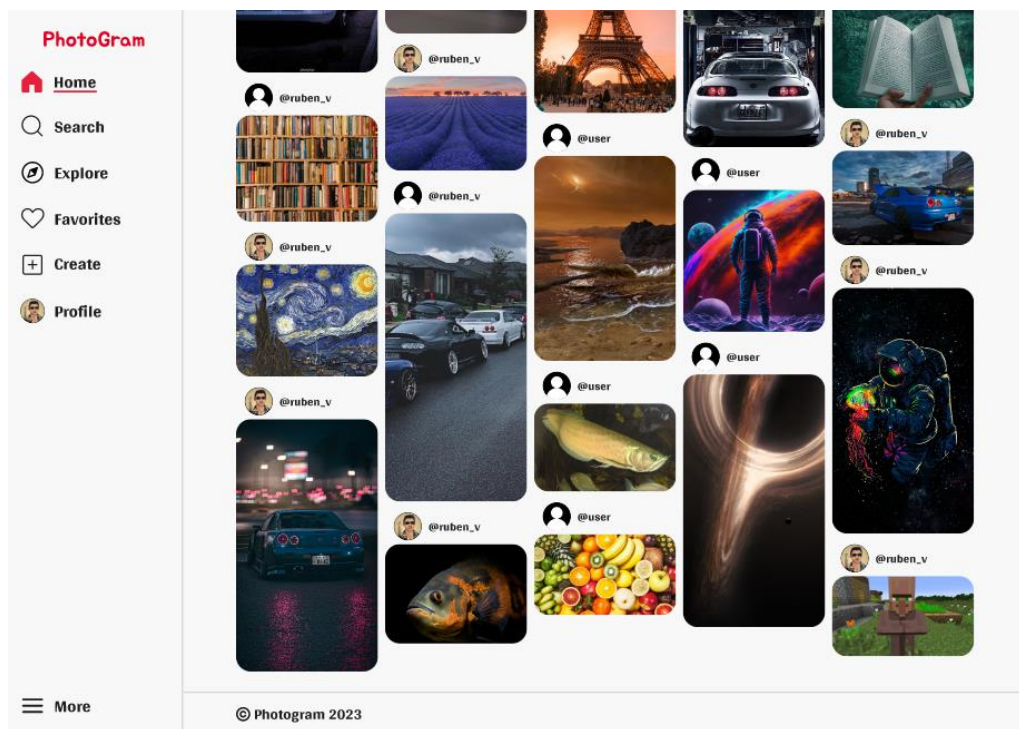 PhotoGram
Home
Search
Explore
Favorites
Create
Profile
More
@ruben_v
@ruben_v
@ruben_v
@ruben_v
@ruben_v
@ruben_v
@user
@user
@user
@user
@user
@ruben_v
@ruben_v
@ruben_v
© Photogram 2023